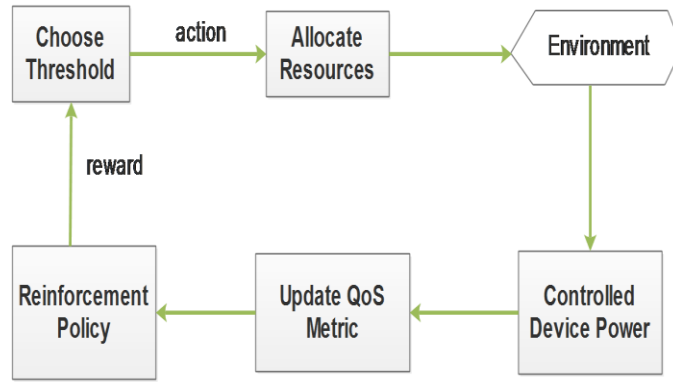 Choose
Threshold
action
Allocate
Resources
Environment
reward
Reinforcement
Policy
Update QoS
Metric
Controlled
Device Power